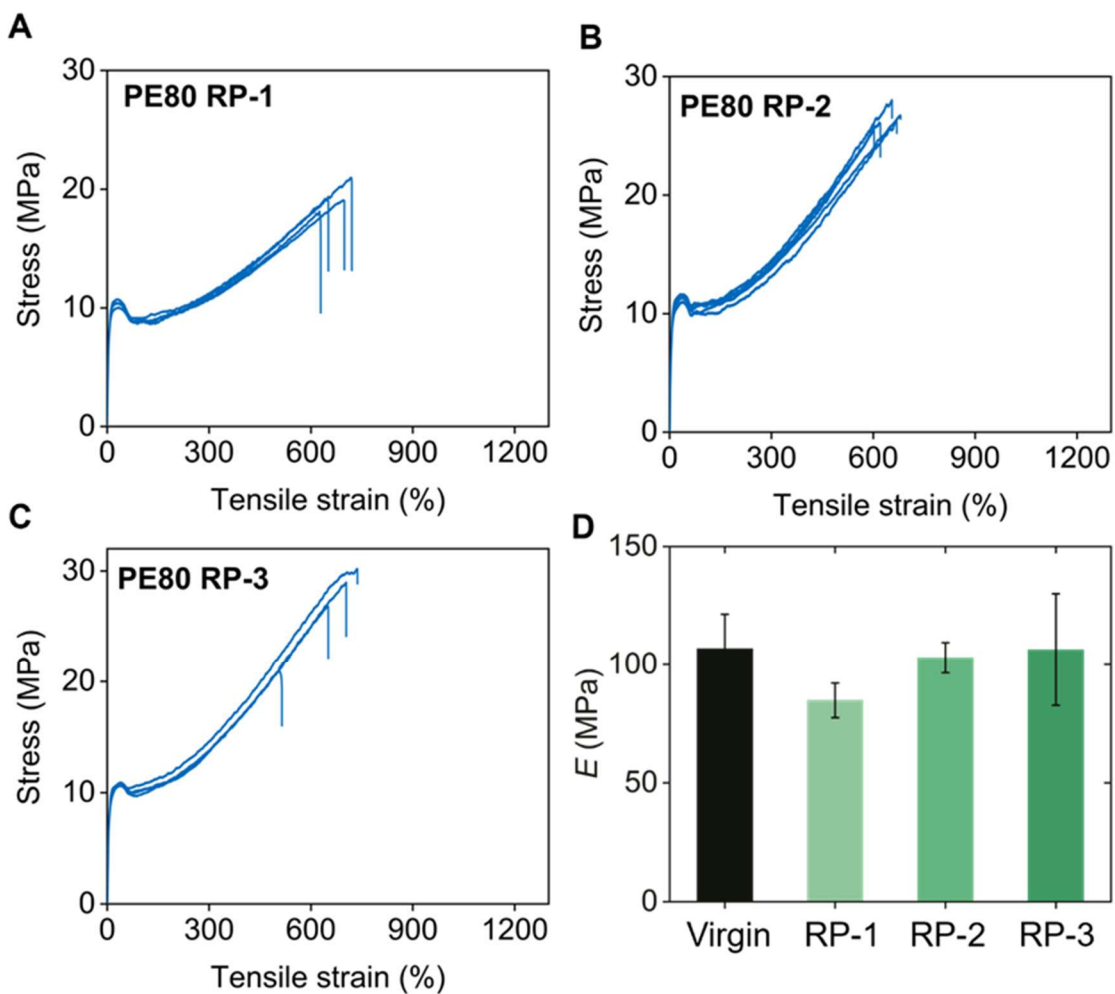 A
PE80 RP-1
30
20
10
0
Stress (MPa)
0 300 600 900 1200
Tensile strain (%)
B
PE80 RP-2
30
20
10
0
Stress (MPa)
0 300 600 900 1200
Tensile strain (%)
C
PE80 RP-3
30
20
10
0
Stress (MPa)
0 300 600 900 1200
Tensile strain (%)
D
150
100
50
0
E (MPa)
Virgin RP-1 RP-2 RP-3